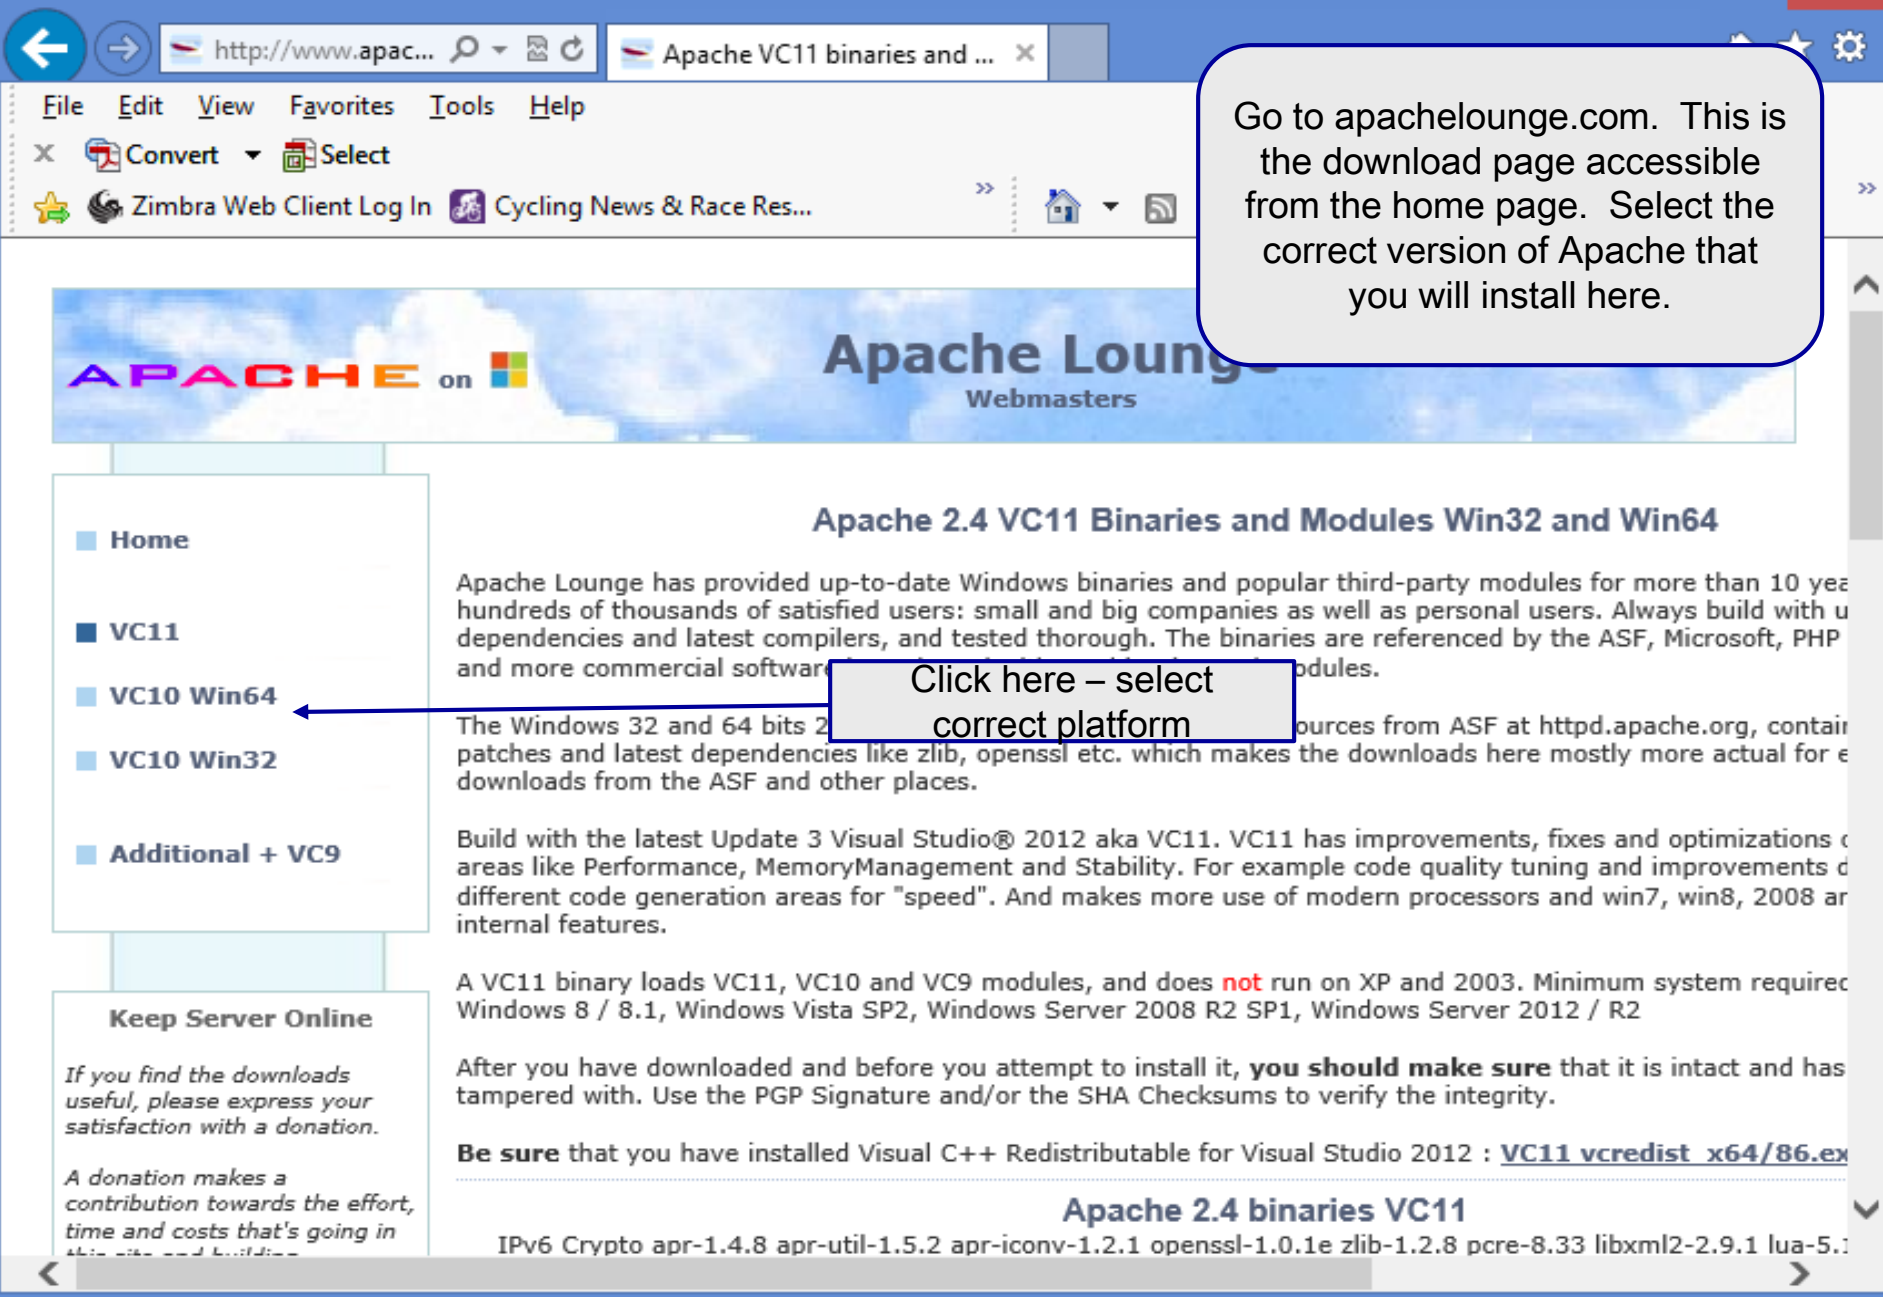 http://www.apac...
Apache VC11 binaries and ...
File Edit View Favorites Tools Help
Convert Select
Zimbra Web Client Log In Cycling News & Race Res...
Go to apachelounge.com. This is
the download page accessible
from the home page. Select the
correct version of Apache that
you will install here.
APACHE on
Apache Lounge
Webmasters
Home
VC11
VC10 Win64
VC10 Win32
Additional + VC9
Keep Server Online
If you find the downloads
useful, please express your
satisfaction with a donation.
A donation makes a
contribution towards the effort,
time and costs that's going in
this site and building
Apache 2.4 VC11 Binaries and Modules Win32 and Win64
Apache Lounge has provided up-to-date Windows binaries and popular third-party modules for more than 10 yea
hundreds of thousands of satisfied users: small and big companies as well as personal users. Always build with u
dependencies and latest compilers, and tested thorough. The binaries are referenced by the ASF, Microsoft, PHP
and more commercial software odules.
Click here – select
correct platform
The Windows 32 and 64 bits 2 ources from ASF at httpd.apache.org, contain
patches and latest dependencies like zlib, openssl etc. which makes the downloads here mostly more actual for e
downloads from the ASF and other places.
Build with the latest Update 3 Visual Studio® 2012 aka VC11. VC11 has improvements, fixes and optimizations
areas like Performance, MemoryManagement and Stability. For example code quality tuning and improvements
different code generation areas for "speed". And makes more use of modern processors and win7, win8, 2008 an
internal features.
A VC11 binary loads VC11, VC10 and VC9 modules, and does not run on XP and 2003. Minimum system required
Windows 8 / 8.1, Windows Vista SP2, Windows Server 2008 R2 SP1, Windows Server 2012 / R2
After you have downloaded and before you attempt to install it, you should make sure that it is intact and has
tampered with. Use the PGP Signature and/or the SHA Checksums to verify the integrity.
Be sure that you have installed Visual C++ Redistributable for Visual Studio 2012 : VC11 vcredist_x64/86.ex
Apache 2.4 binaries VC11
IPv6 Crypto apr-1.4.8 apr-util-1.5.2 apr-iconv-1.2.1 openssl-1.0.1e zlib-1.2.8 pcre-8.33 libxml2-2.9.1 lua-5.1